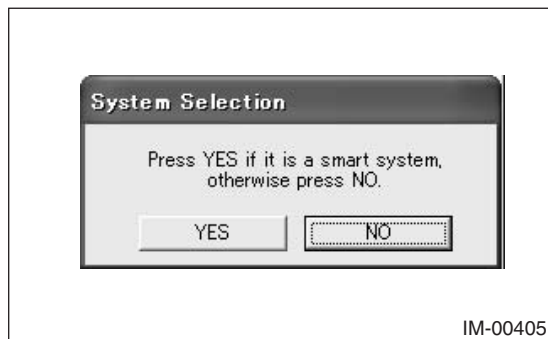 System Selection
Press YES if it is a smart system,
otherwise press NO.
YES
NO
IM-00405